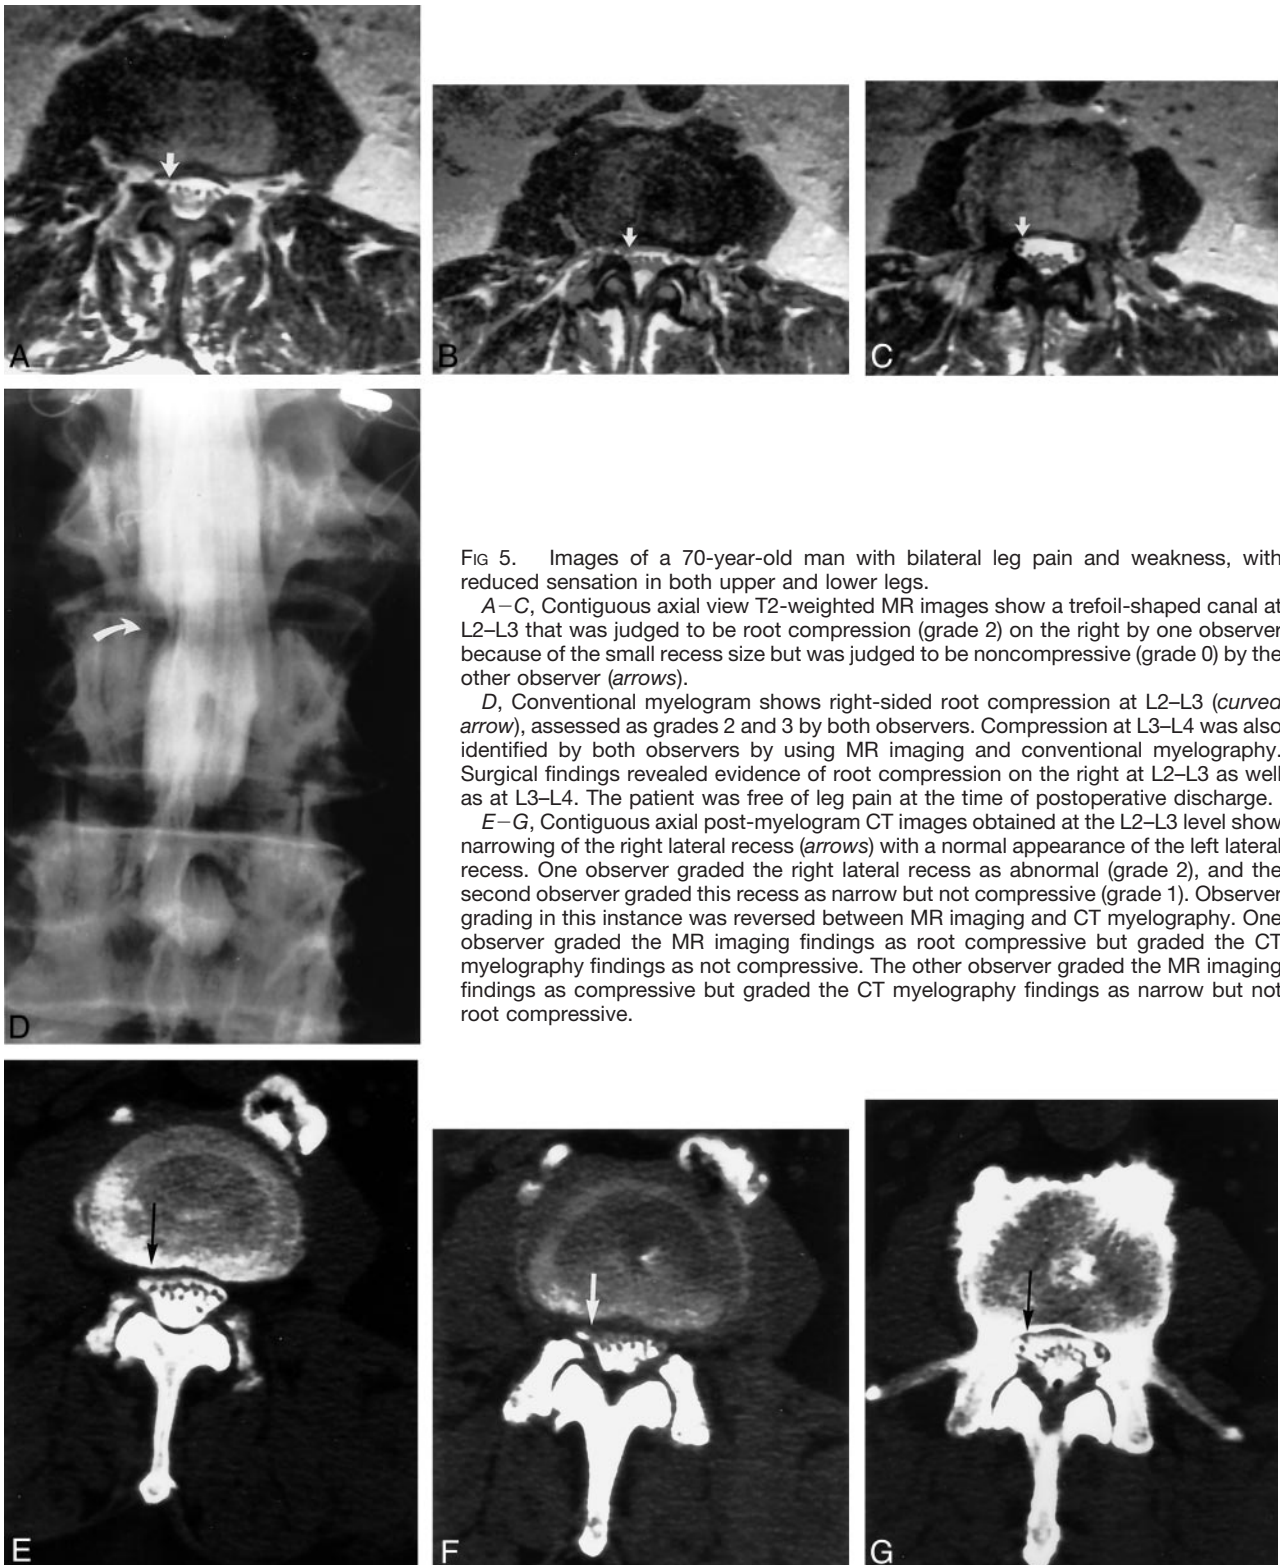 A
B
C
D
FIG 5. Images of a 70-year-old man with bilateral leg pain and weakness, with
reduced sensation in both upper and lower legs.
A–C, Contiguous axial view T2-weighted MR images show a trefoil-shaped canal at
L2–L3 that was judged to be root compression (grade 2) on the right by one observer
because of the small recess size but was judged to be noncompressive (grade 0) by the
other observer (arrows).
D, Conventional myelogram shows right-sided root compression at L2–L3 (curved
arrow), assessed as grades 2 and 3 by both observers. Compression at L3–L4 was also
identified by both observers by using MR imaging and conventional myelography.
Surgical findings revealed evidence of root compression on the right at L2–L3 as well
as at L3–L4. The patient was free of leg pain at the time of postoperative discharge.
E–G, Contiguous axial post-myelogram CT images obtained at the L2–L3 level show
narrowing of the right lateral recess (arrows) with a normal appearance of the left lateral
recess. One observer graded the right lateral recess as abnormal (grade 2), and the
second observer graded this recess as narrow but not compressive (grade 1). Observer
grading in this instance was reversed between MR imaging and CT myelography. One
observer graded the MR imaging findings as root compressive but graded the CT
myelography findings as not compressive. The other observer graded the MR imaging
findings as compressive but graded the CT myelography findings as narrow but not
root compressive.
E
F
G